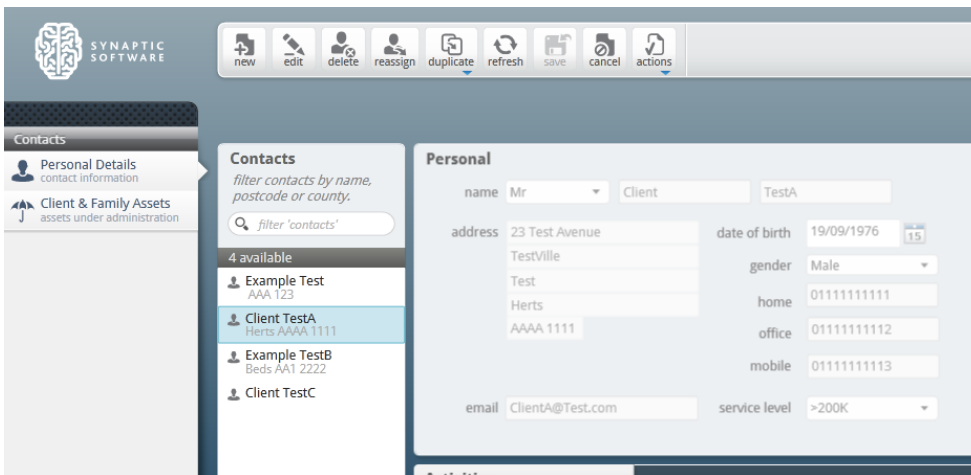 SYNAPTIC
SOFTWARE
new edit delete reassign duplicate refresh save cancel actions
Contacts
Personal Details
contact information
Client & Family Assets
assets under administration
Contacts
filter contacts by name,
postcode or county.
filter 'contacts'
4 available
Example Test
AAA 123
Client TestA
Herts AAAA 1111
Example TestB
Beds AA1 2222
Client TestC
Personal
name Mr Client TestA
address 23 Test Avenue
TestVille
Test
Herts
AAAA 1111
email ClientA@Test.com
date of birth 19/09/1976 15
gender Male
home 01111111111
office 01111111112
mobile 01111111113
service level >200K